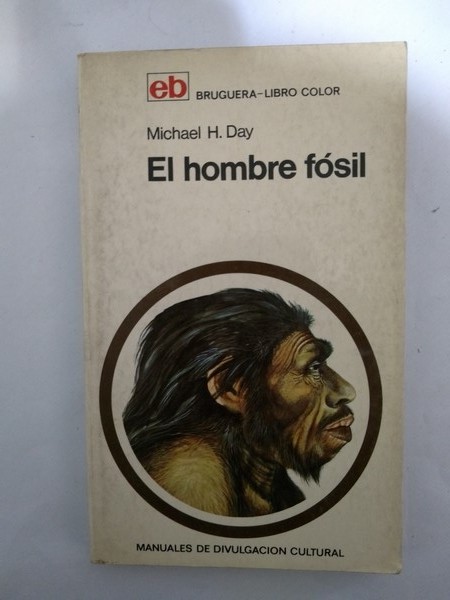 eb BRUGUERA-LIBRO COLOR
Michael H. Day
El hombre fósil
MANUALES DE DIVULGACION CULTURAL